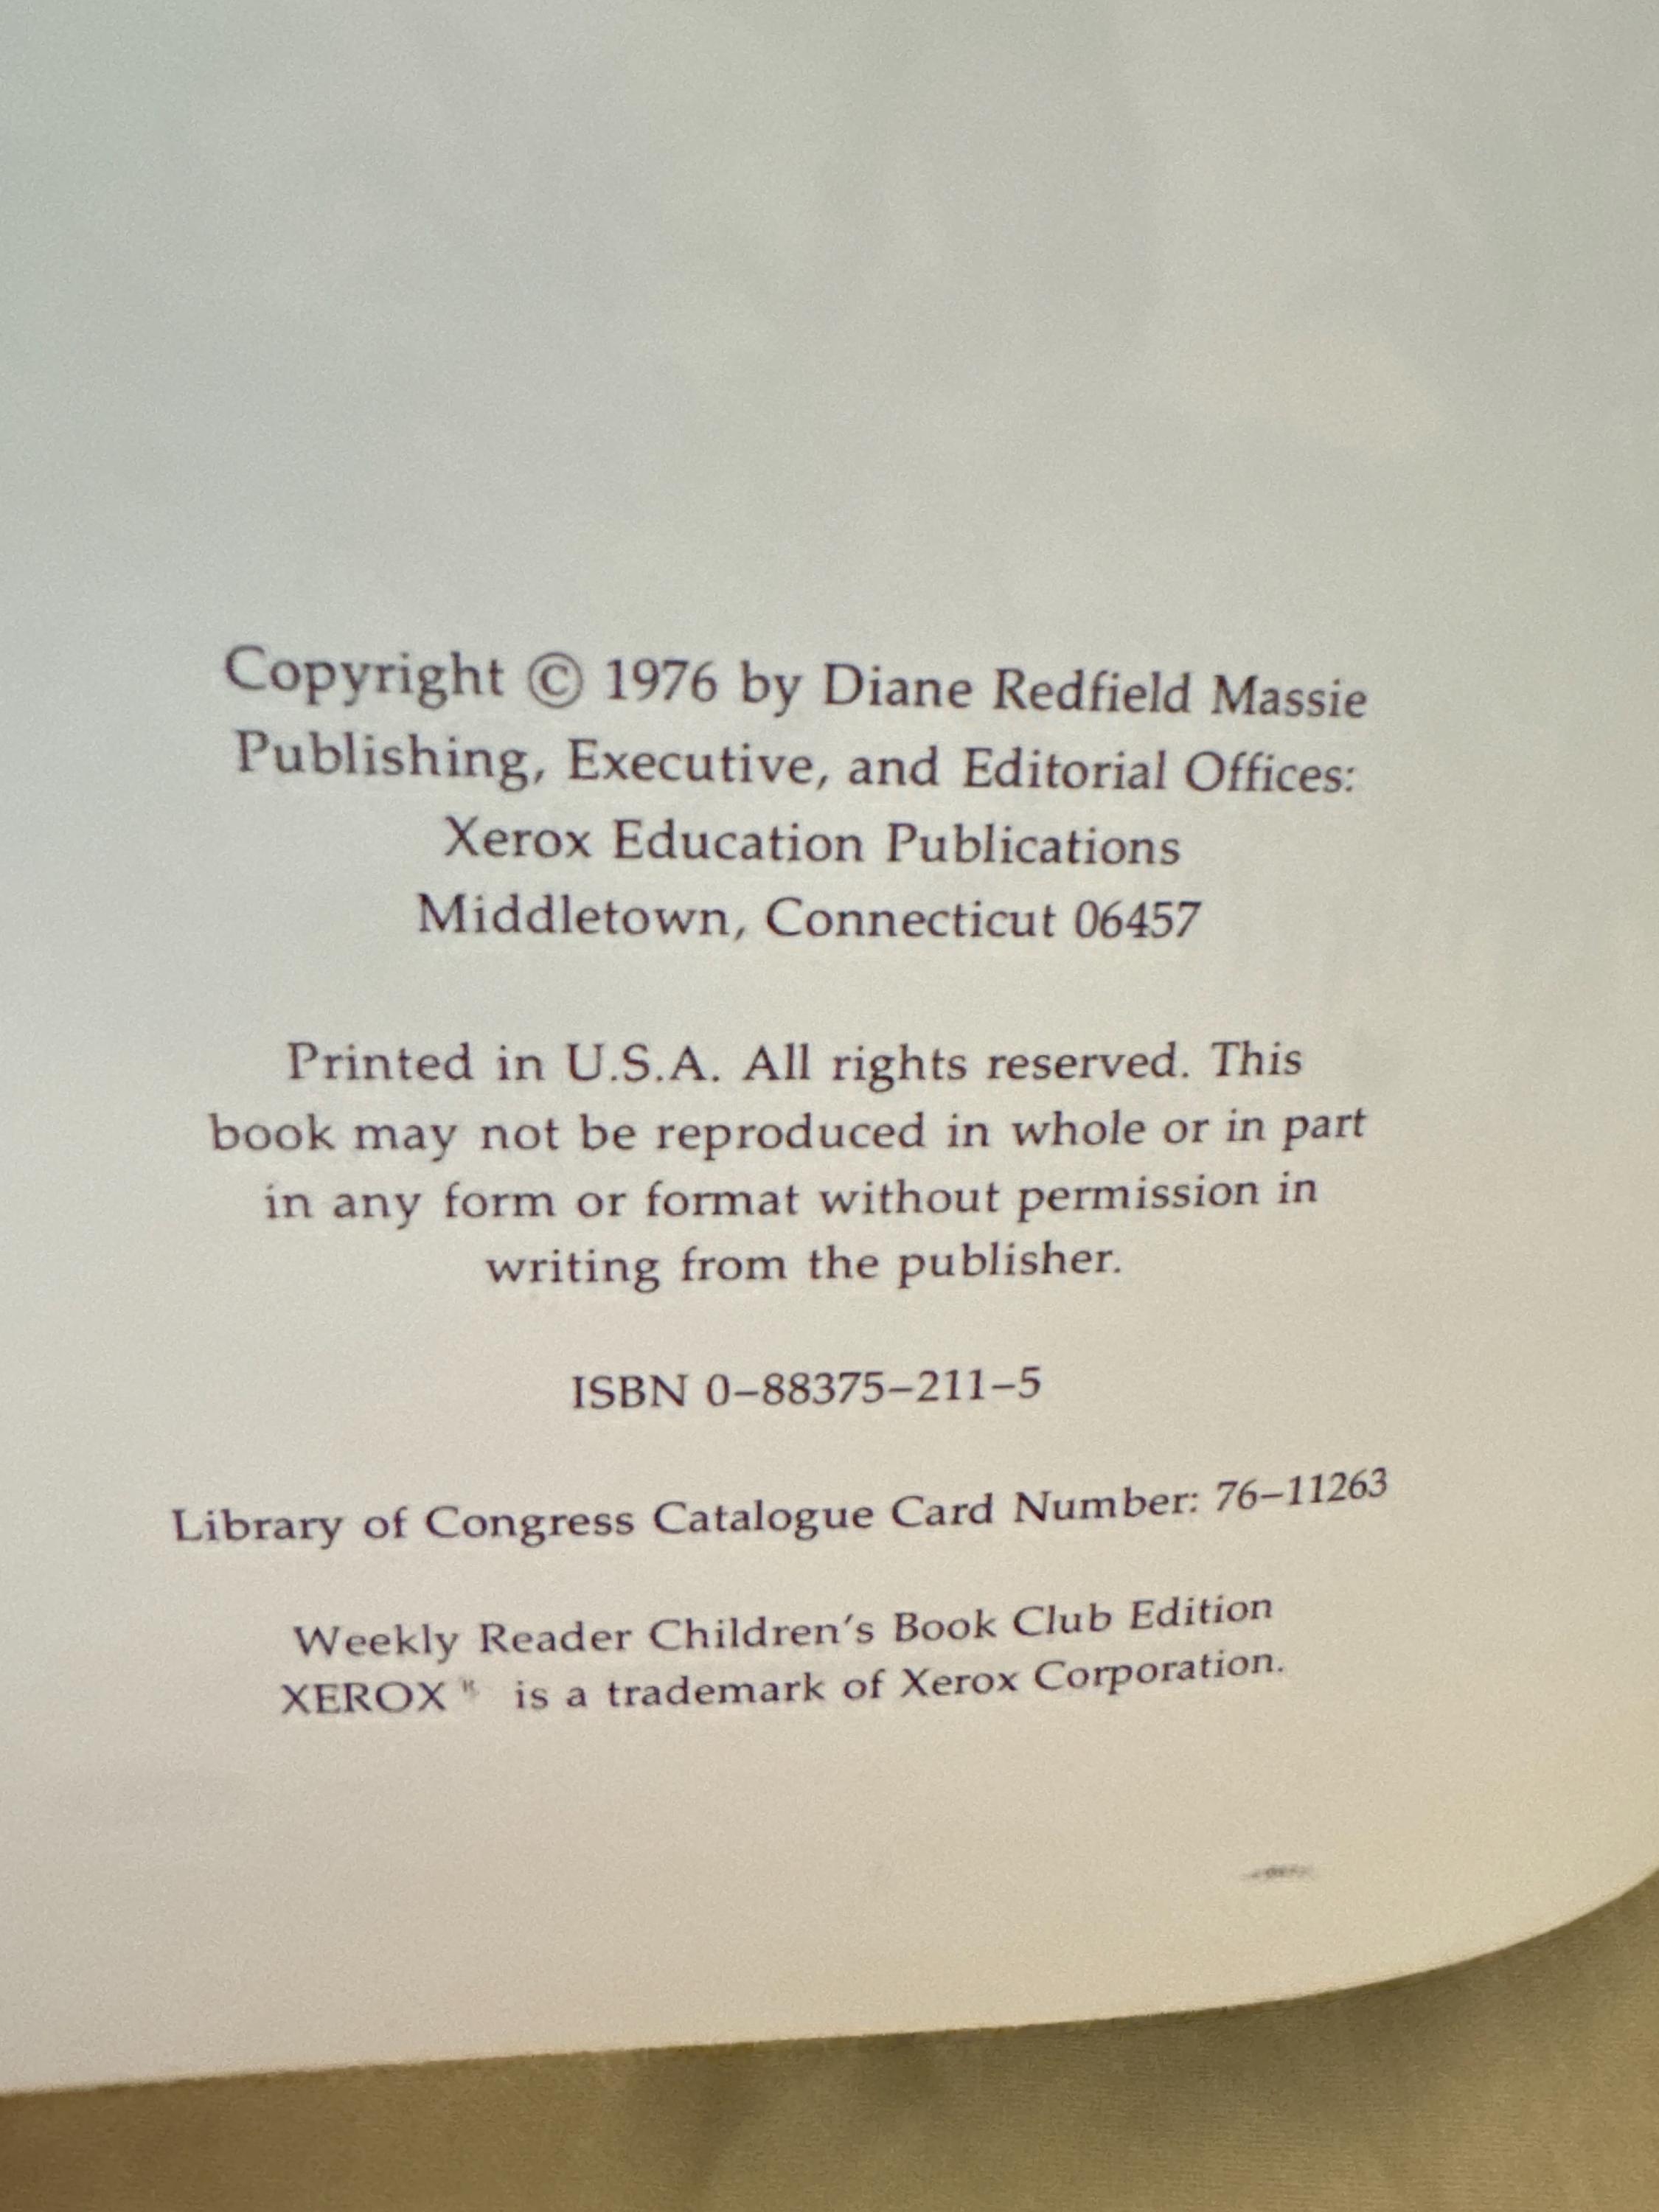 Copyright © 1976 by Diane Redfield Massie
Publishing, Executive, and Editorial Offices:
Xerox Education Publications
Middletown, Connecticut 06457
Printed in U.S.A. All rights reserved. This
book may not be reproduced in whole or in part
in any form or format without permission in
writing from the publisher.
ISBN 0–88375–211–5
Library of Congress Catalogue Card Number: 76–11263
Weekly Reader Children's Book Club Edition
XEROX ® is a trademark of Xerox Corporation.